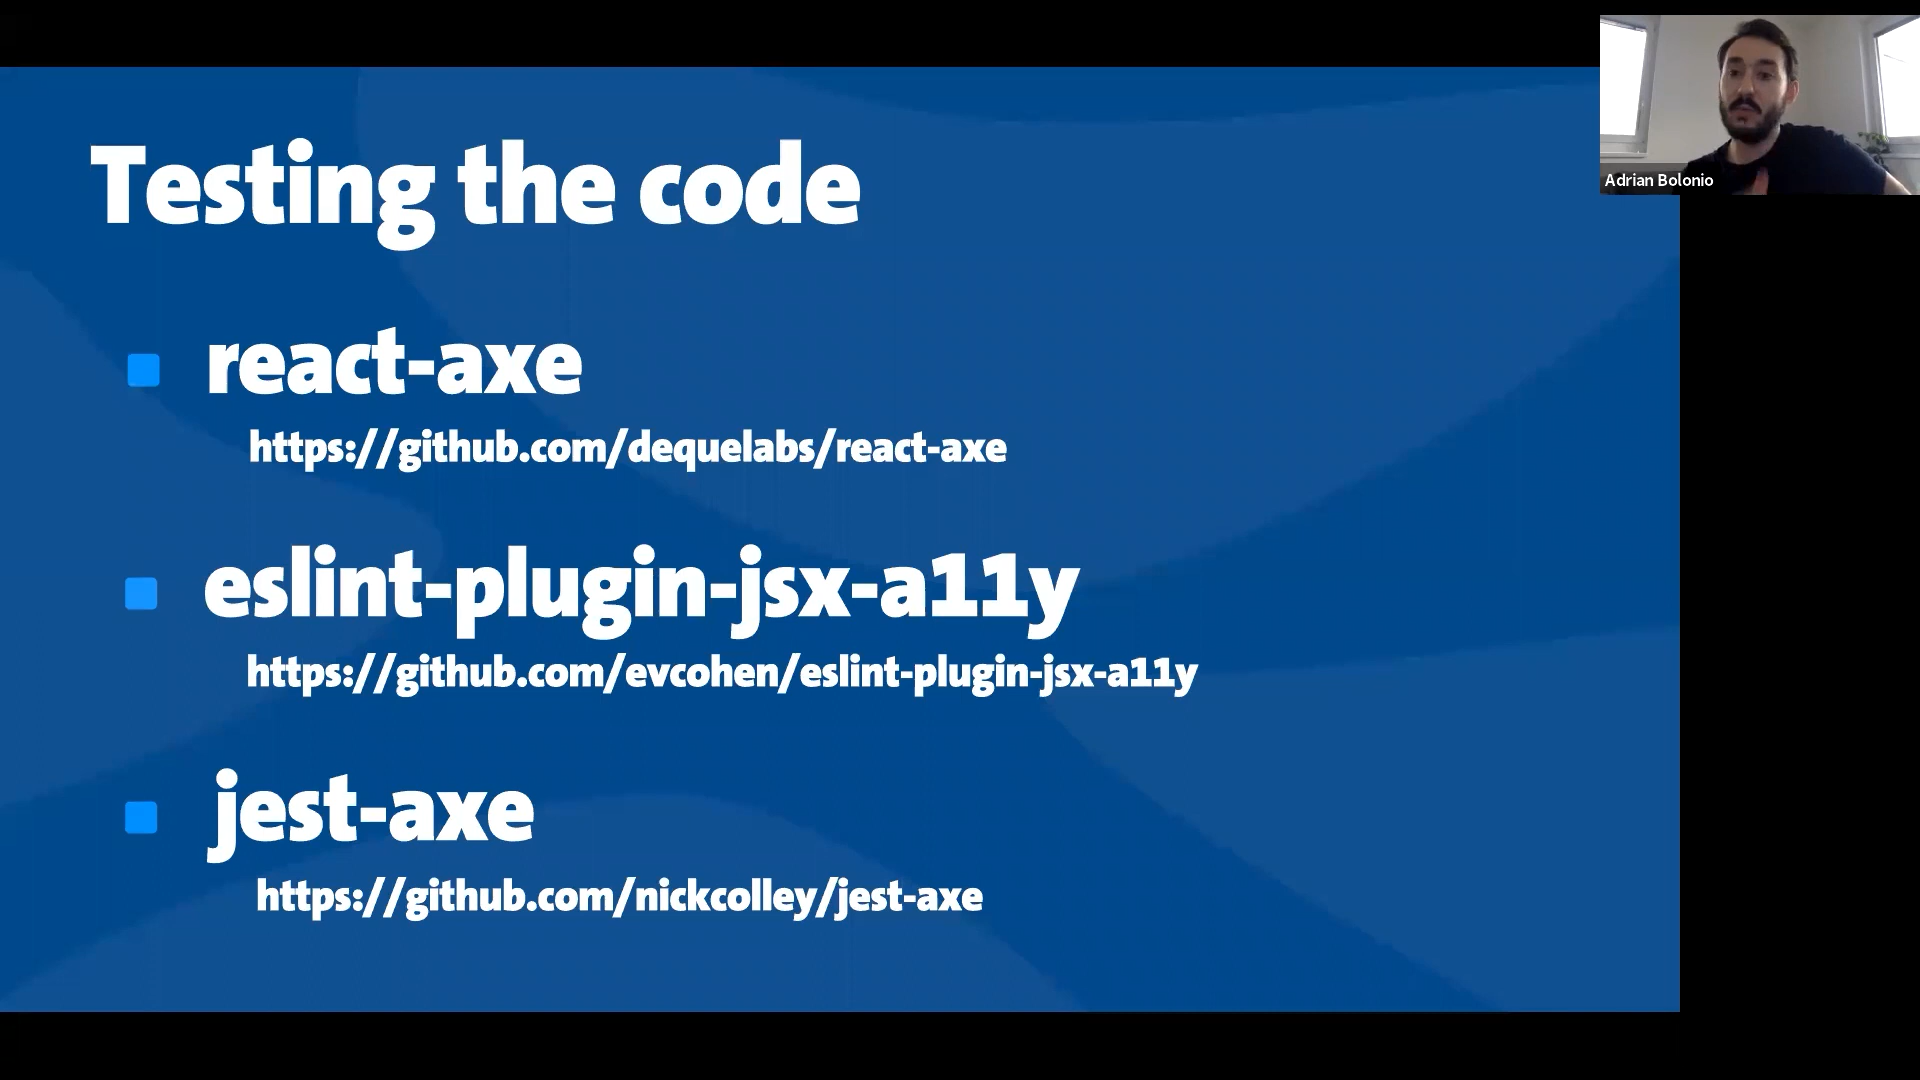 Testing the code
Adrian Bolonio
react-axe
https://github.com/dequelabs/react-axe
eslint-plugin-jsx-a11y
https://github.com/evcohen/eslint-plugin-jsx-a11y
jest-axe
https://github.com/nickcolley/jest-axe